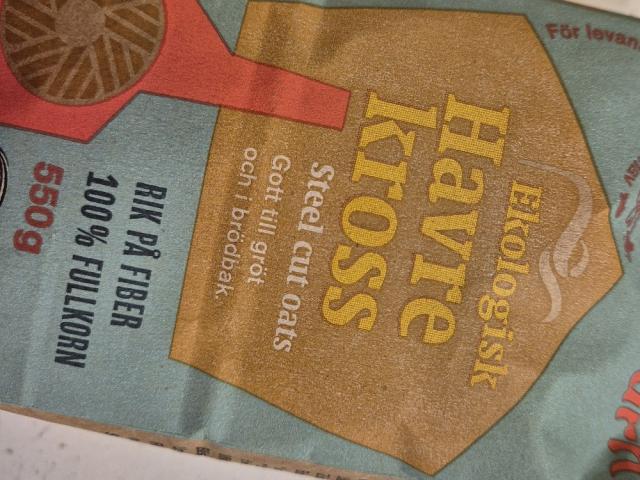 För levan
Ekologisk
Havre
kross
Steel cut oats
Gott till gröt
och i brödbak
RIK PÅ FIBER
100% FULLKORN
550g